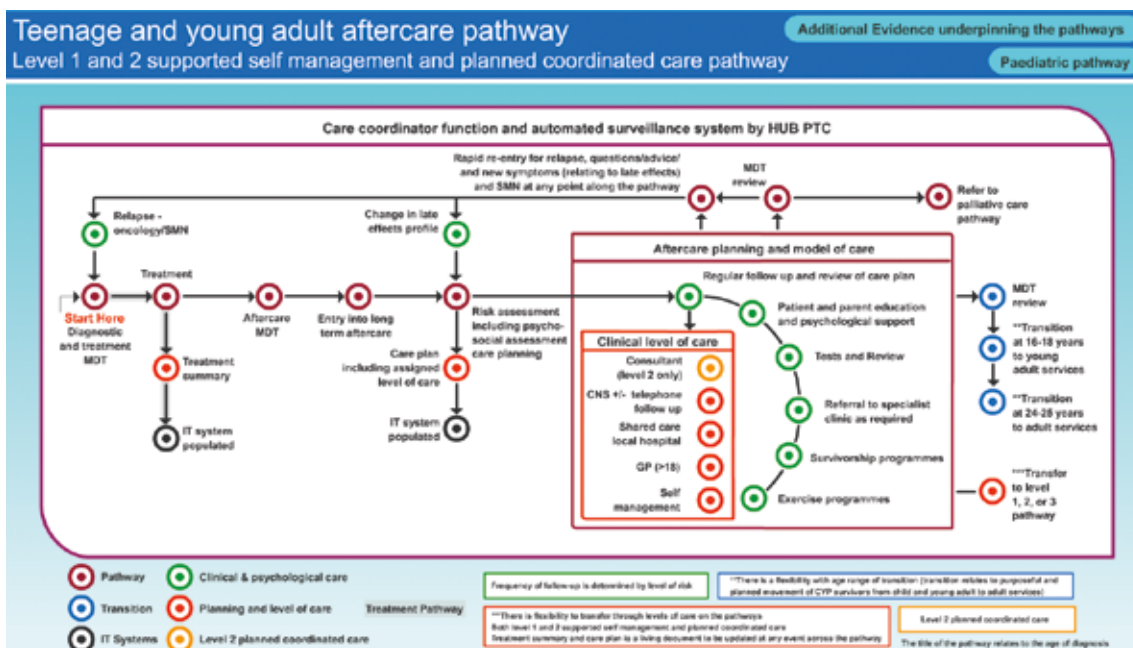 Teenage and young adult aftercare pathway
Level 1 and 2 supported self management and planned coordinated care pathway
Additional Evidence underpinning the pathways
Paediatric pathway
Care coordinator function and automated surveillance system by HUB PTC
Rapid re-entry for relapse, questions/advice/
and new symptoms (relating to late effects)
and SMN at any point along the pathway
MDT
review
Refer to
palliative care
pathway
Relapse -
oncology/SMN
Change in late
effects profile
Aftercare planning and model of care
Regular follow up and review of care plan
Treatment
Start Here
Diagnostic
and treatment
MDT
Aftercare
MDT
Entry into long
term aftercare
Risk assessment
including psycho-
social assessment
care planning
Treatment
summary
Care plan
including assigned
level of care
IT system
populated
IT system
populated
Clinical level of care
Consultant
(level 2 only)
CNS +/- telephone
follow up
Shared care
local hospital
GP (>18)
Self
management
Patient and parent education
and psychological support
Tests and Review
Referral to specialist
clinic as required
Survivorship programmes
Exercise programmes
MDT
review
**Transition
at 16-18 years
to young
adult services
**Transition
at 24-25 years
to adult services
***Transfer
to level
1, 2, or 3
pathway
Pathway
Clinical & psychological care
Transition
Planning and level of care
IT Systems
Level 2 planned coordinated care
Treatment Pathway
Frequency of follow-up is determined by level of risk
**There is a flexibility with age range of transition (transition relates to purposeful and
planned movement of CYP survivors from child and young adult to adult services)
***There is flexibility to transfer through levels of care on the pathways
Both level 1 and 2 supported self management and planned coordinated care
Treatment summary and care plan is a living document to be updated at any event across the pathway
Level 2 planned coordinated care
The title of the pathway relates to the age of diagnosis